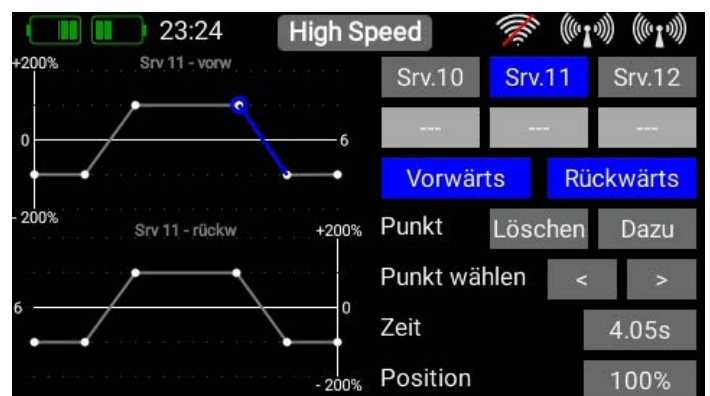 23:24 High Speed
+200% Srv 11 - vorw
Srv.10 Srv.11 Srv.12
0 6
--- --- ---
Vorwärts Rückwärts
- 200%
Srv 11 - rückw +200%
Punkt Löschen Dazu
Punkt wählen < >
6 0
Zeit 4.05s
- 200%
Position 100%